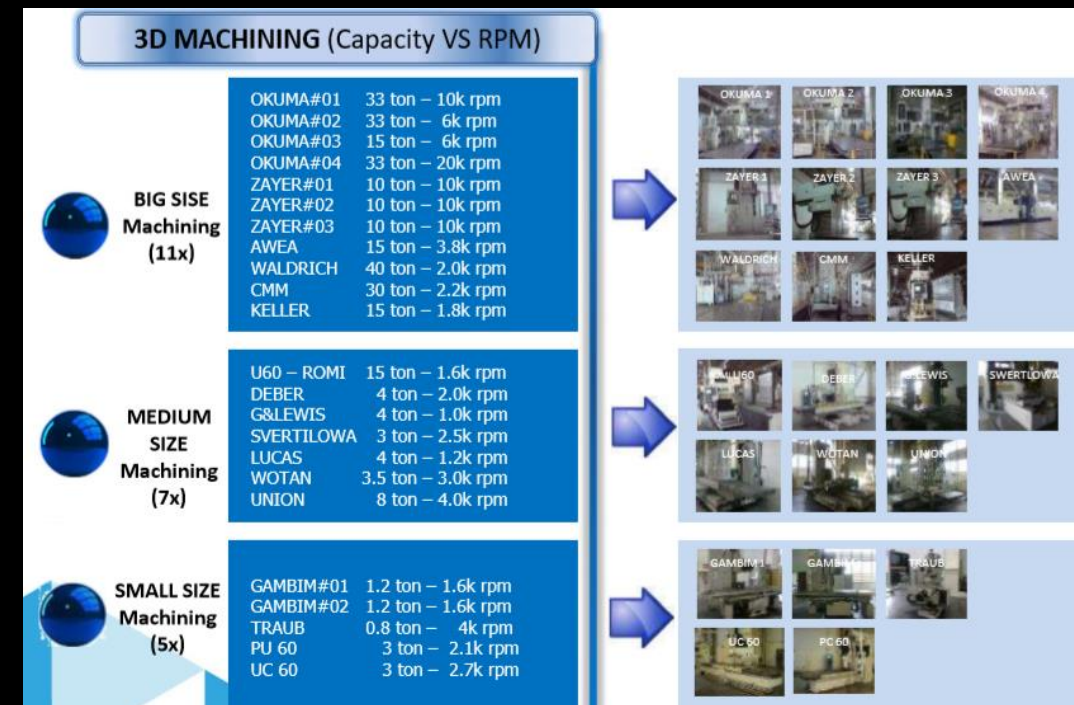 3D MACHINING (Capacity VS RPM)
BIG SISE
Machining
(11x)
OKUMA#01 33 ton – 10k rpm
OKUMA#02 33 ton – 6k rpm
OKUMA#03 15 ton – 6k rpm
OKUMA#04 33 ton – 20k rpm
ZAYER#01 10 ton – 10k rpm
ZAYER#02 10 ton – 10k rpm
ZAYER#03 10 ton – 10k rpm
AWEA 15 ton – 3.8k rpm
WALDRICH 40 ton – 2.0k rpm
CMM 30 ton – 2.2k rpm
KELLER 15 ton – 1.8k rpm
OKUMA 1 OKUMA 2 OKUMA 3 OKUMA 4
ZAYER 1 ZAYER 2 ZAYER 3 AWEA
WALDRICH CMM KELLER
MEDIUM
SIZE
Machining
(7x)
U60 – ROMI 15 ton – 1.6k rpm
DEBER 4 ton – 2.0k rpm
G&LEWIS 4 ton – 1.0k rpm
SVERTILOWA 3 ton – 2.5k rpm
LUCAS 4 ton – 1.2k rpm
WOTAN 3.5 ton – 3.0k rpm
UNION 8 ton – 4.0k rpm
DEBER G&LEWIS SWERTLOWA
LUCAS WOTAN UNION
SMALL SIZE
Machining
(5x)
GAMBIM#01 1.2 ton – 1.6k rpm
GAMBIM#02 1.2 ton – 1.6k rpm
TRAUB 0.8 ton – 4k rpm
PU 60 3 ton – 2.1k rpm
UC 60 3 ton – 2.7k rpm
GAMBIM1 GAMBIM TRAUB
UC 60 PC 60